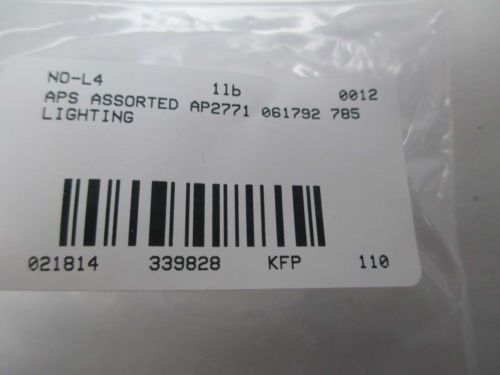 NO-L4 1lb 0012
APS ASSORTED AP2771 061792 785
LIGHTING
021814 339828 KFP 110